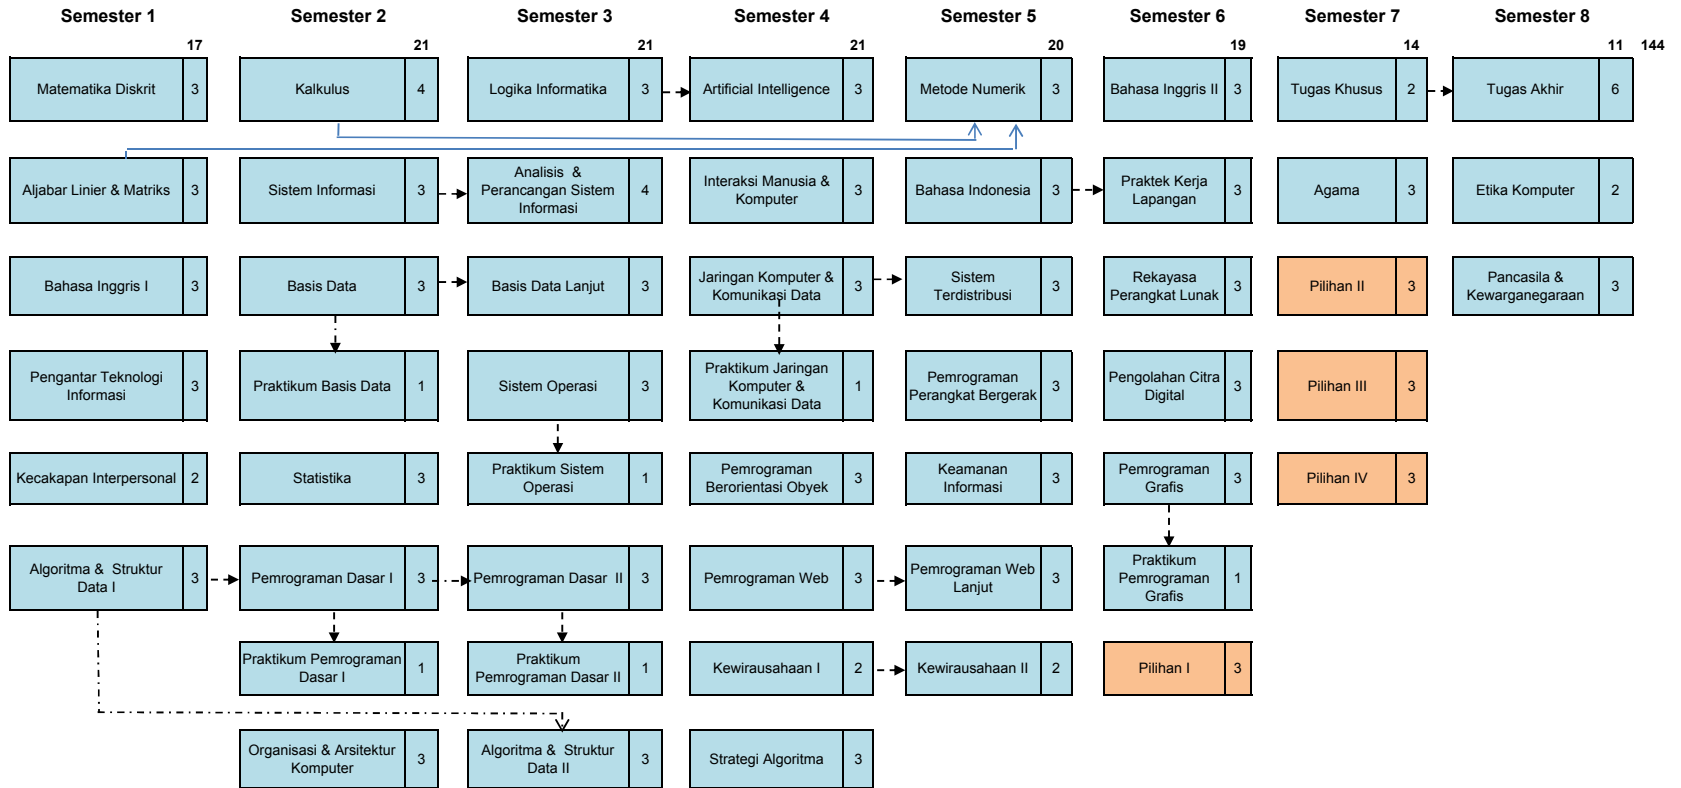 Semester 1 Semester 2 Semester 3 Semester 4 Semester 5 Semester 6 Semester 7 Semester 8
17 21 21 21 20 19 14 11 144
Matematika Diskrit 3 Kalkulus 4 Logika Informatika 3 Artificial Intelligence 3 Metode Numerik 3 Bahasa Inggris II 3 Tugas Khusus 2 Tugas Akhir 6
Aljabar Linier & Matriks 3
Sistem Informasi 3
Analisis &
Perancangan Sistem
Informasi
4
Interaksi Manusia &
Komputer
3
Bahasa Indonesia 3
Praktek Kerja
Lapangan
3
Agama 3
Etika Komputer 2
Bahasa Inggris I 3
Basis Data 3
Basis Data Lanjut 3
Jaringan Komputer &
Komunikasi Data
3
Sistem
Terdistribusi
3
Rekayasa
Perangkat Lunak
3
Pilihan II 3
Pancasila &
Kewarganegaraan
3
Pengantar Teknologi
Informasi
3
Praktikum Basis Data 1
Sistem Operasi 3
Praktikum Jaringan
Komputer &
Komunikasi Data
1
Pemrograman
Perangkat Bergerak
3
Pengolahan Citra
Digital
3
Pilihan III 3
Kecakapan Interpersonal 2
Statistika 3
Praktikum Sistem
Operasi
1
Pemrograman
Berorientasi Obyek
3
Keamanan
Informasi
3
Pemrograman
Grafis
3
Pilihan IV 3
Algoritma & Struktur
Data I
3
Pemrograman Dasar I 3
Pemrograman Dasar II 3
Pemrograman Web 3
Pemrograman Web
Lanjut
3
Praktikum
Pemrograman
Grafis
1
Praktikum Pemrograman
Dasar I
1
Praktikum
Pemrograman Dasar II
1
Kewirausahaan I 2
Kewirausahaan II 2
Pilihan I 3
Organisasi & Arsitektur
Komputer
3
Algoritma & Struktur
Data II
3
Strategi Algoritma 3